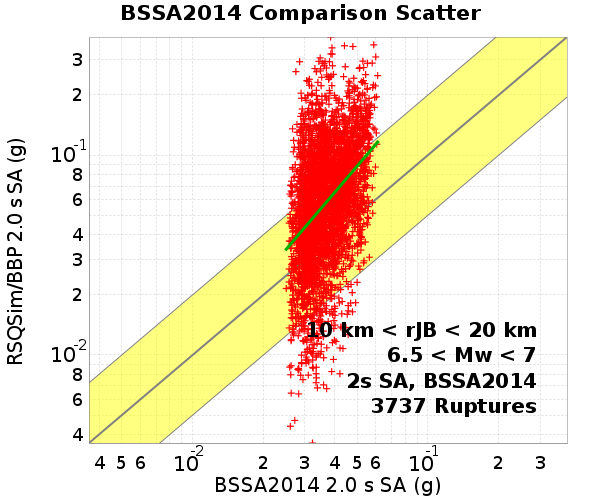 BSSA2014 Comparison Scatter
RSQSim/BBP 2.0 s SA (g)
3
2
10-1
8
6
4
3
2
10-2
8
6
4
10 km < rJB < 20 km
6.5 < Mw < 7
2s SA, BSSA2014
3737 Ruptures
4 5 6 10-2 2 3 4 5 6 10-1 2 3
BSSA2014 2.0 s SA (g)